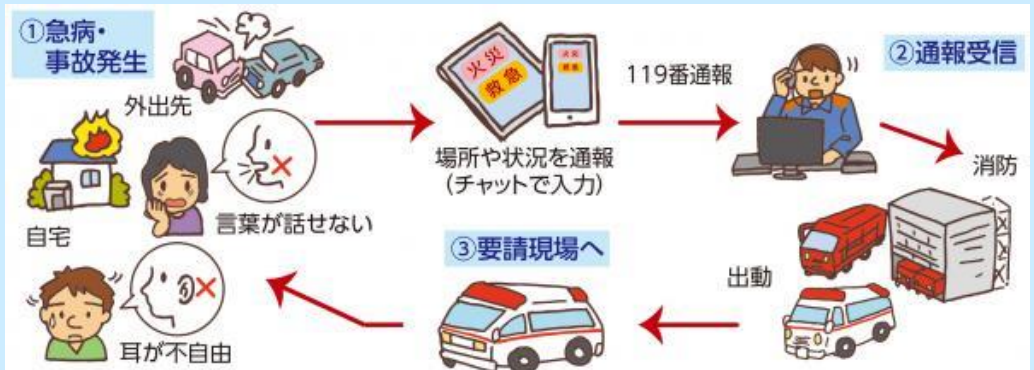 ①急病・
事故発生
外出先
自宅
言葉が話せない
耳が不自由
火災
救急
火災
救急
場所や状況を通報
(チャットで入力)
119番通報
②通報受信
消防
出動
③要請現場へ